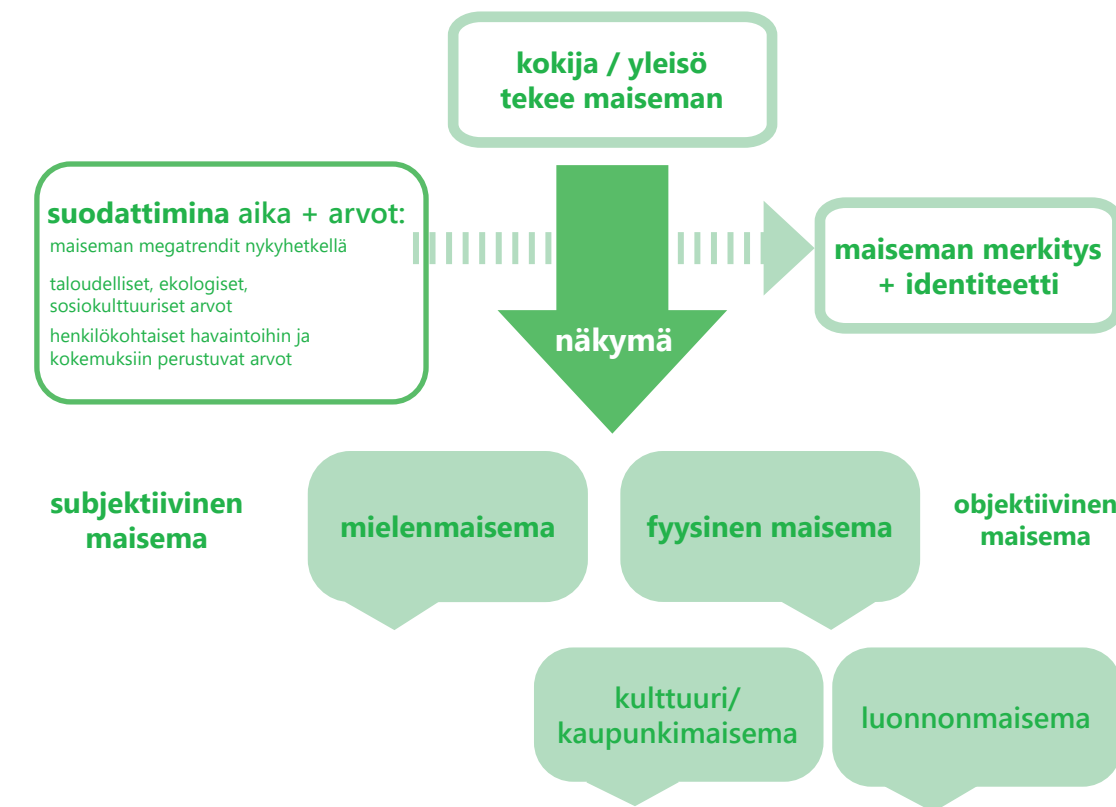 kokija / yleisö
tekee maiseman
suodattimina aika + arvot:
maiseman megatrendit nykyhetkellä
taloudelliset, ekologiset,
sosiokulttuuriset arvot
henkilökohtaiset havaintoihin ja
kokemuksiin perustuvat arvot
maiseman merkitys
+ identiteetti
näkymä
subjektiivinen
maisema
mielenmaisema
fyysinen maisema
objektiivinen
maisema
kulttuuri/
kaupunkimaisema
luonnonmaisema